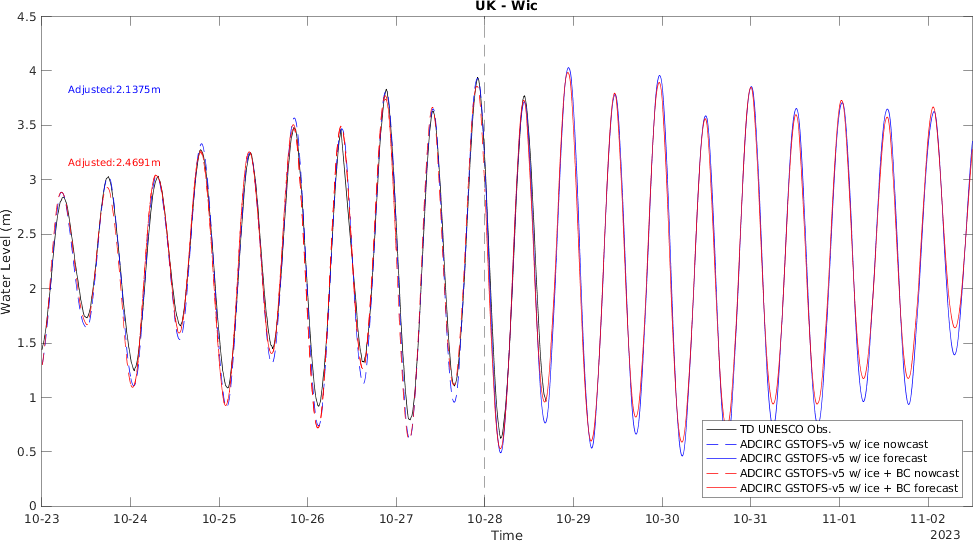 UK - Wic
4.5
4
3.5
3
2.5
2
1.5
1
0.5
0
Water Level (m)
Adjusted:2.1375m
Adjusted:2.4691m
TD UNESCO Obs.
ADCIRC GSTOFS-v5 w/ ice nowcast
ADCIRC GSTOFS-v5 w/ ice forecast
ADCIRC GSTOFS-v5 w/ ice + BC nowcast
ADCIRC GSTOFS-v5 w/ ice + BC forecast
10-23 10-24 10-25 10-26 10-27 10-28 10-29 10-30 10-31 11-01 11-02
Time
2023